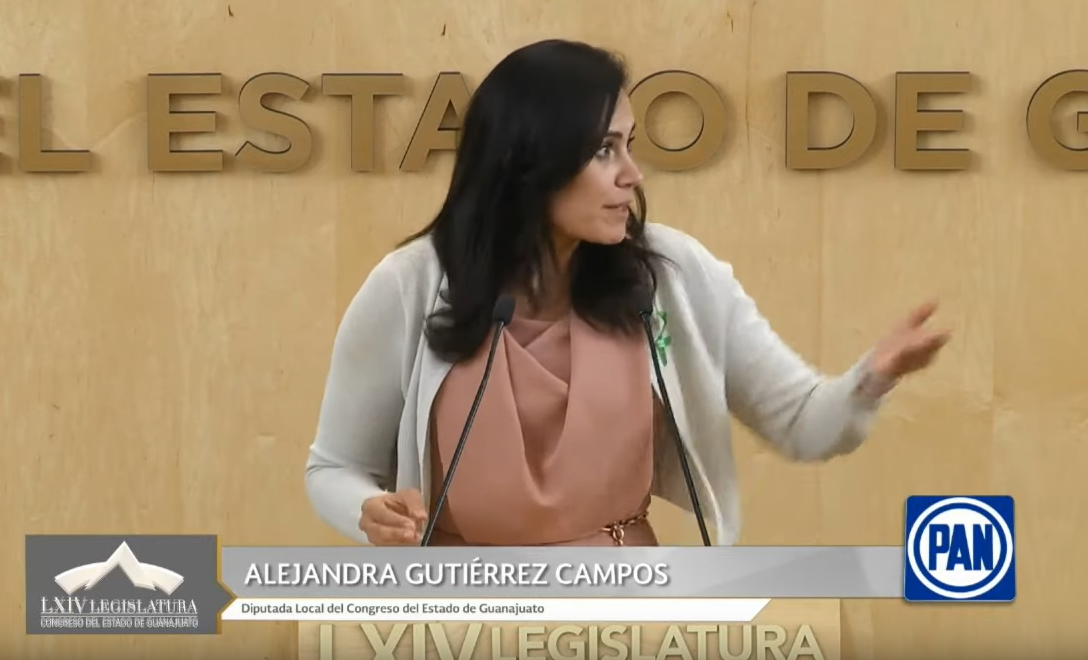 EL ESTADO DE G
PAN
ALEJANDRA GUTIÉRREZ CAMPOS
LXIV LEGISLATURA
CONGRESO DEL ESTADO DE GUANAJUATO
Diputada Local del Congreso del Estado de Guanajuato
LXIV LEGISLATURA